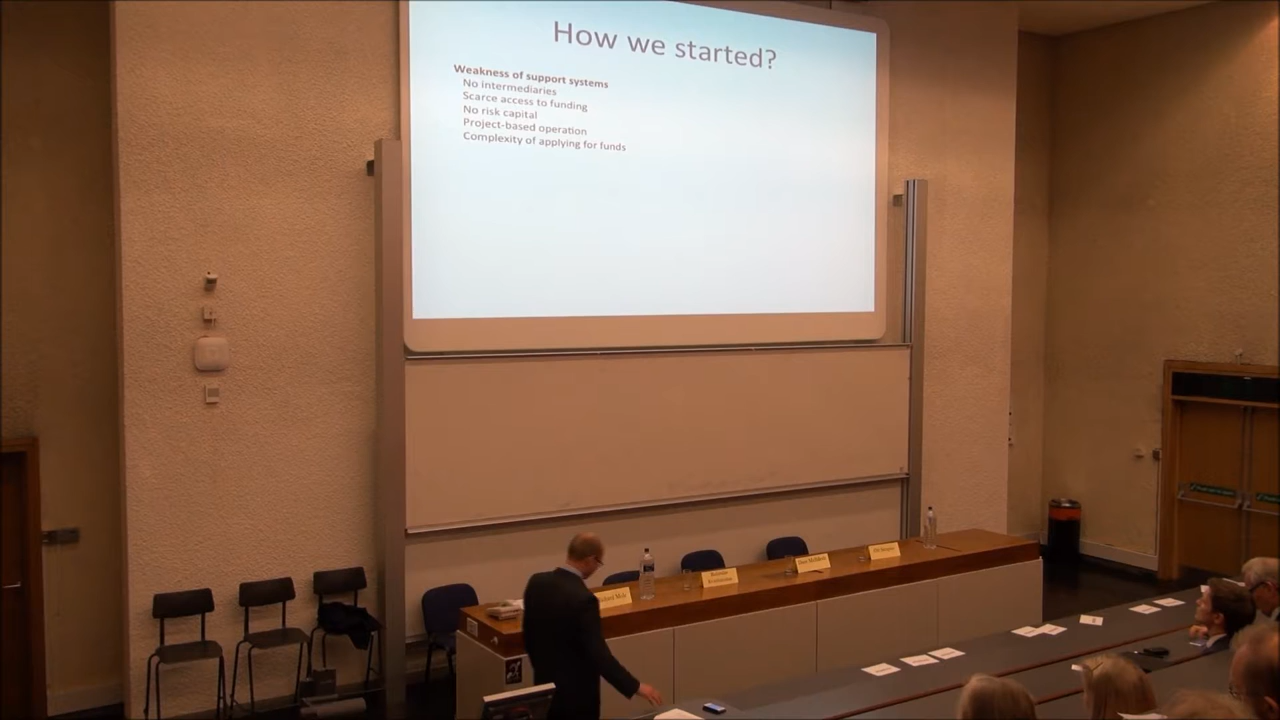 How we started?
Weakness of support systems
No intermediaries
Scarce access to funding
No risk capital
Project-based operation
Complexity of applying for funds